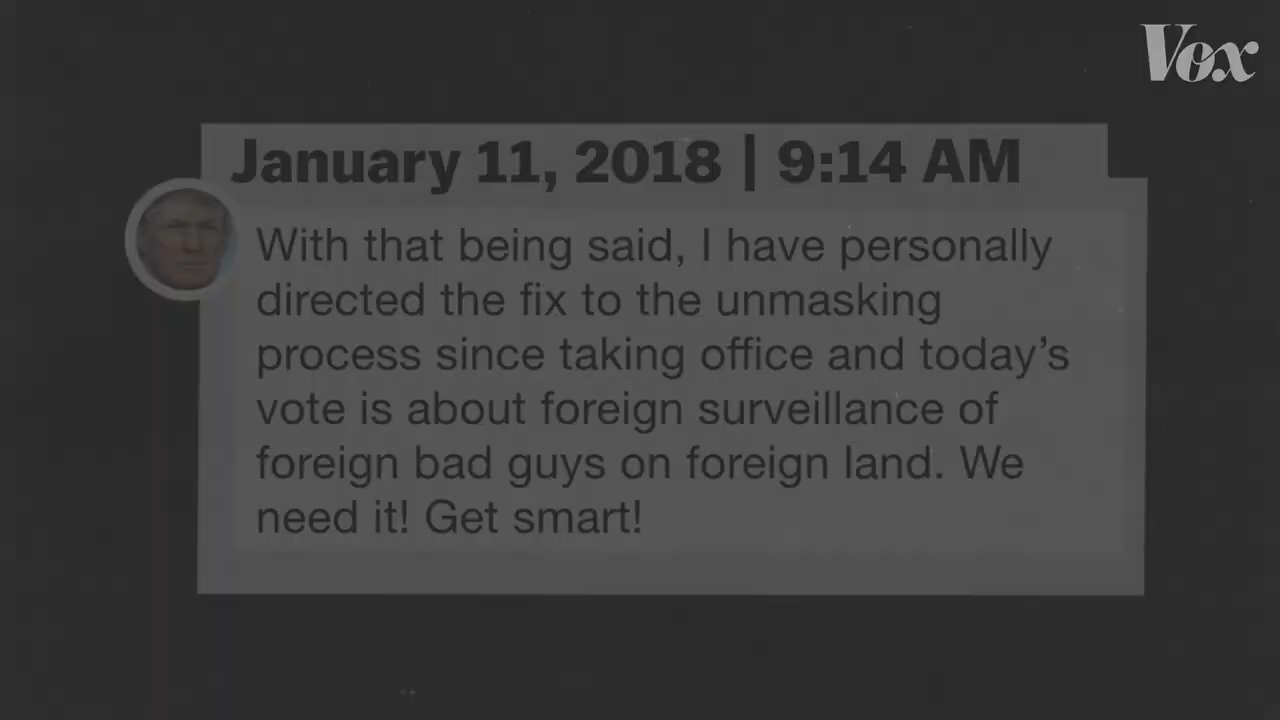 Vox
January 11, 2018 | 9:14 AM
With that being said, I have personally
directed the fix to the unmasking
process since taking office and today’s
vote is about foreign surveillance of
foreign bad guys on foreign land. We
need it! Get smart!